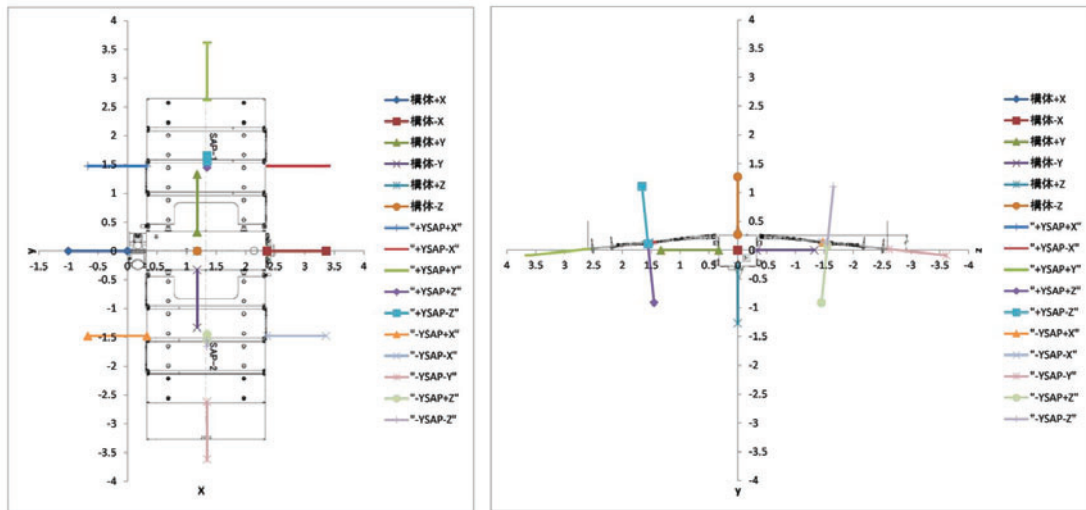 4
3.5
3
2.5
2
1.5
1
0.5
0
-0.5
-1
-1.5
-2
-2.5
-3
-3.5
-4
y
-1.5 -1 -0.5 0 0.5 1 1.5 2 2.5 3 3.5 4
X
SAP-1
SAP-2
構体+X
構体-X
構体+Y
構体-Y
構体+Z
構体-Z
"+YSAP+X"
"+YSAP-X"
"+YSAP+Y"
"+YSAP+Z"
"+YSAP-Z"
"-YSAP+X"
"-YSAP-X"
"-YSAP-Y"
"-YSAP+Z"
"-YSAP-Z"
4
3.5
3
2.5
2
1.5
1
0.5
0
-0.5
-1
-1.5
-2
-2.5
-3
-3.5
-4
4 3.5 3 2.5 2 1.5 1 0.5 0 -0.5 -1 -1.5 -2 -2.5 -3 -3.5 -4
z
y
構体+X
構体-X
構体+Y
構体-Y
構体+Z
構体-Z
"+YSAP+X"
"+YSAP-X"
"+YSAP+Y"
"+YSAP+Z"
"+YSAP-Z"
"-YSAP+X"
"-YSAP-X"
"-YSAP-Y"
"-YSAP+Z"
"-YSAP-Z"